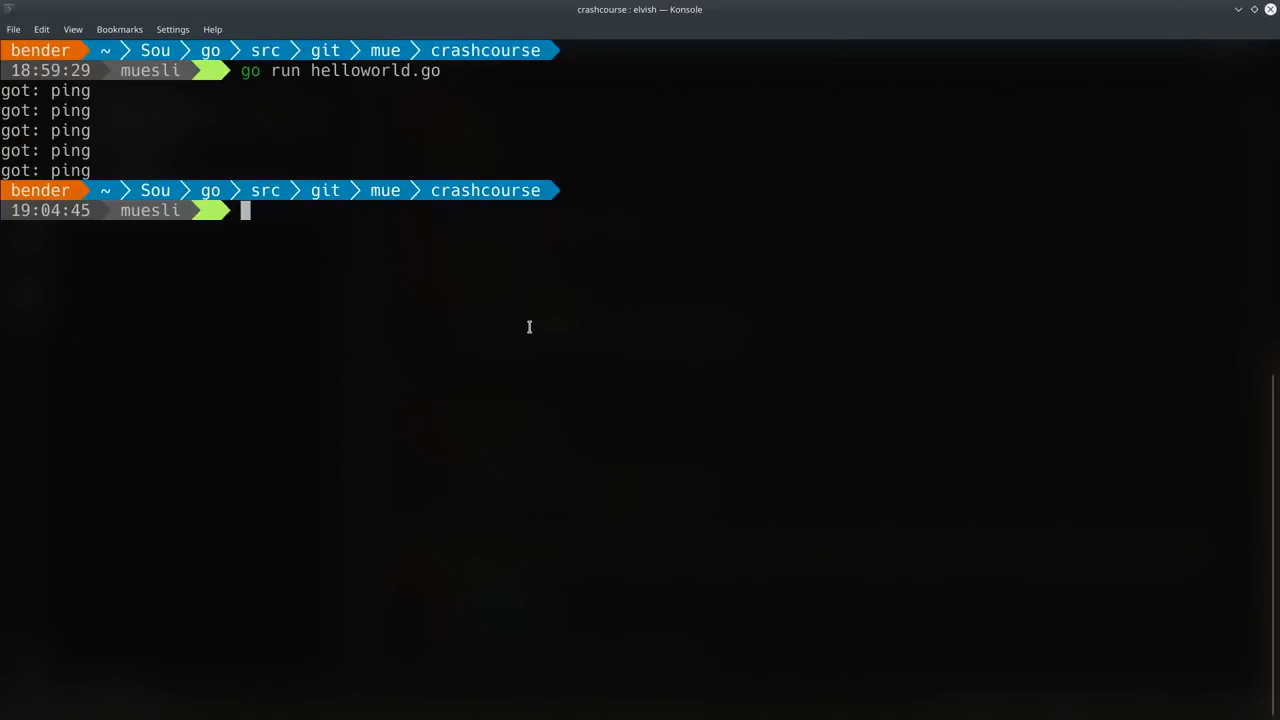 crashcourse : elvish — Konsole
File Edit View Bookmarks Settings Help
bender ~ Sou go src git mue crashcourse
18:59:29 muesli go run helloworld.go
got: ping
got: ping
got: ping
got: ping
got: ping
bender ~ Sou go src git mue crashcourse
19:04:45 muesli